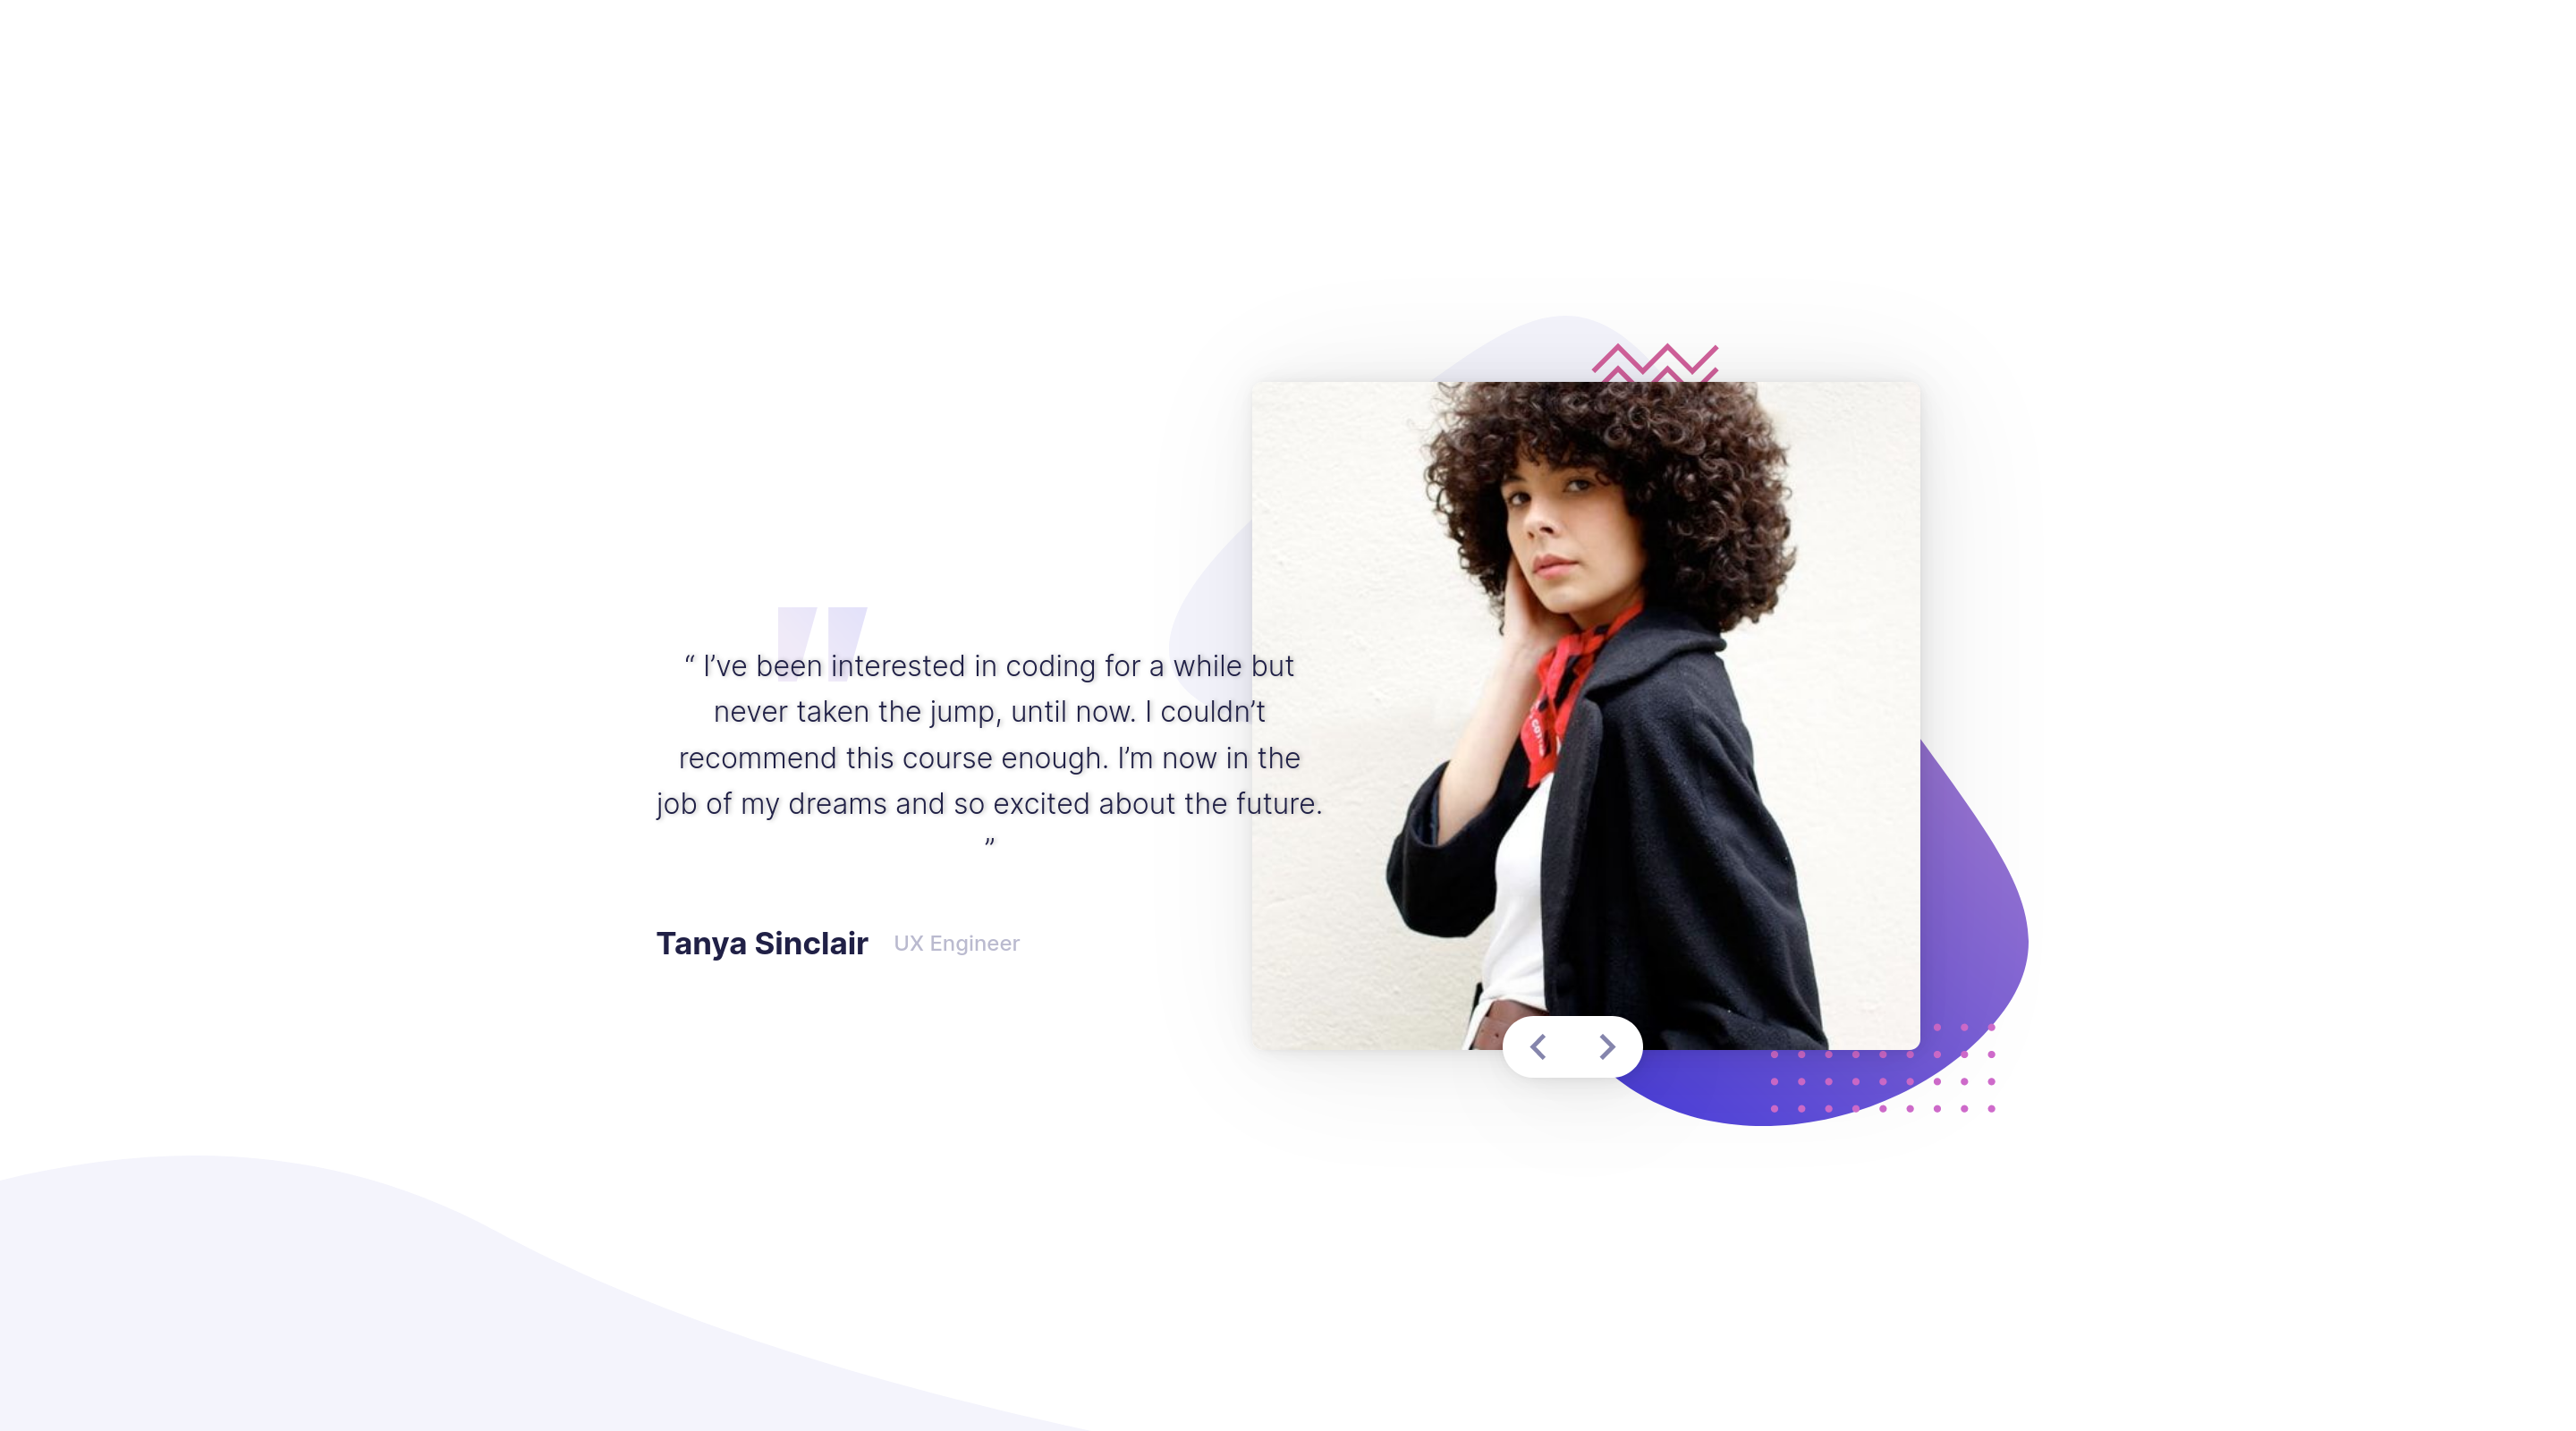 “ I’ve been interested in coding for a while but
never taken the jump, until now. I couldn’t
recommend this course enough. I’m now in the
job of my dreams and so excited about the future.
”
Tanya Sinclair UX Engineer